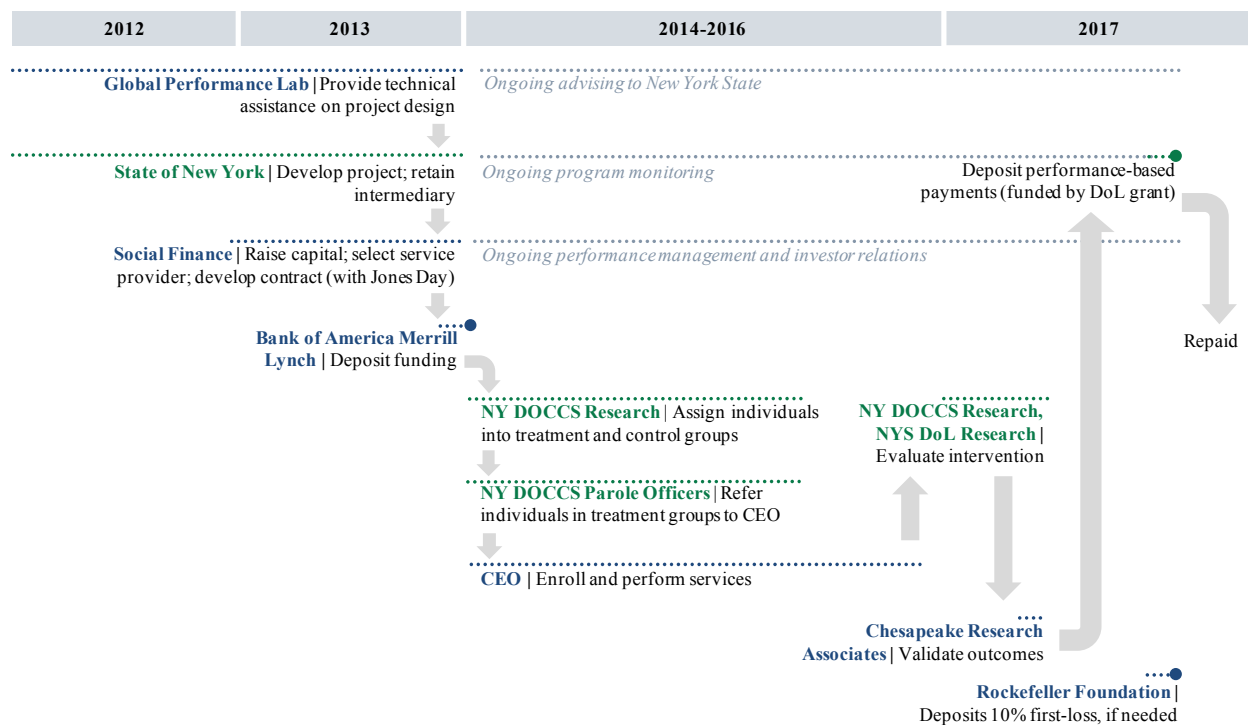 2012
2013
2014-2016
2017
Global Performance Lab | Provide technical
assistance on project design
Ongoing advising to New York State
State of New York | Develop project; retain
intermediary
Ongoing program monitoring
Deposit performance-based
payments (funded by DoL grant)
Social Finance | Raise capital; select service
provider; develop contract (with Jones Day)
Ongoing performance management and investor relations
Bank of America Merrill
Lynch | Deposit funding
Repaid
NY DOCCS Research | Assign individuals
into treatment and control groups
NY DOCCS Research,
NYS DoL Research |
Evaluate intervention
NY DOCCS Parole Officers | Refer
individuals in treatment groups to CEO
CEO | Enroll and perform services
Chesapeake Research
Associates | Validate outcomes
Rockefeller Foundation |
Deposits 10% first-loss, if needed